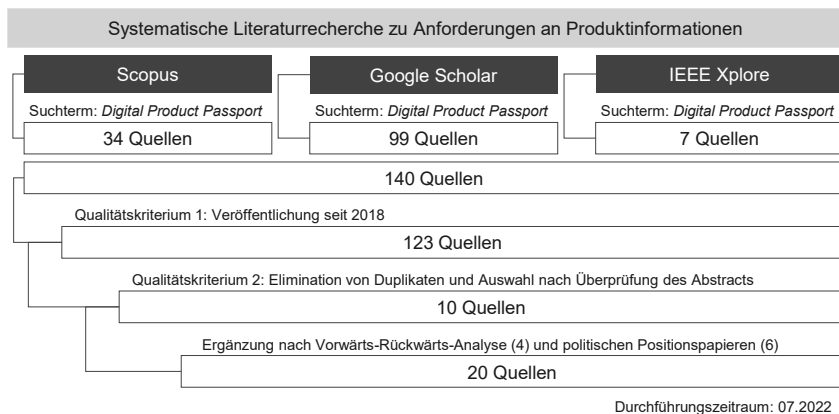 Systematische Literaturrecherche zu Anforderungen an Produktinformationen
Scopus
Google Scholar
IEEE Xplore
Suchterm: Digital Product Passport
Suchterm: Digital Product Passport
Suchterm: Digital Product Passport
34 Quellen
99 Quellen
7 Quellen
140 Quellen
Qualitätskriterium 1: Veröffentlichung seit 2018
123 Quellen
Qualitätskriterium 2: Elimination von Duplikaten und Auswahl nach Überprüfung des Abstracts
10 Quellen
Ergänzung nach Vorwärts-Rückwärts-Analyse (4) und politischen Positionspapieren (6)
20 Quellen
Durchführungszeitraum: 07.2022